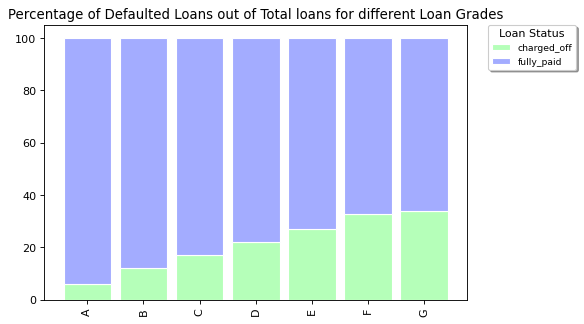 Percentage of Defaulted Loans out of Total loans for different Loan Grades
Loan Status
charged_off
fully_paid
100
80
60
40
20
0
A
B
C
D
E
F
G